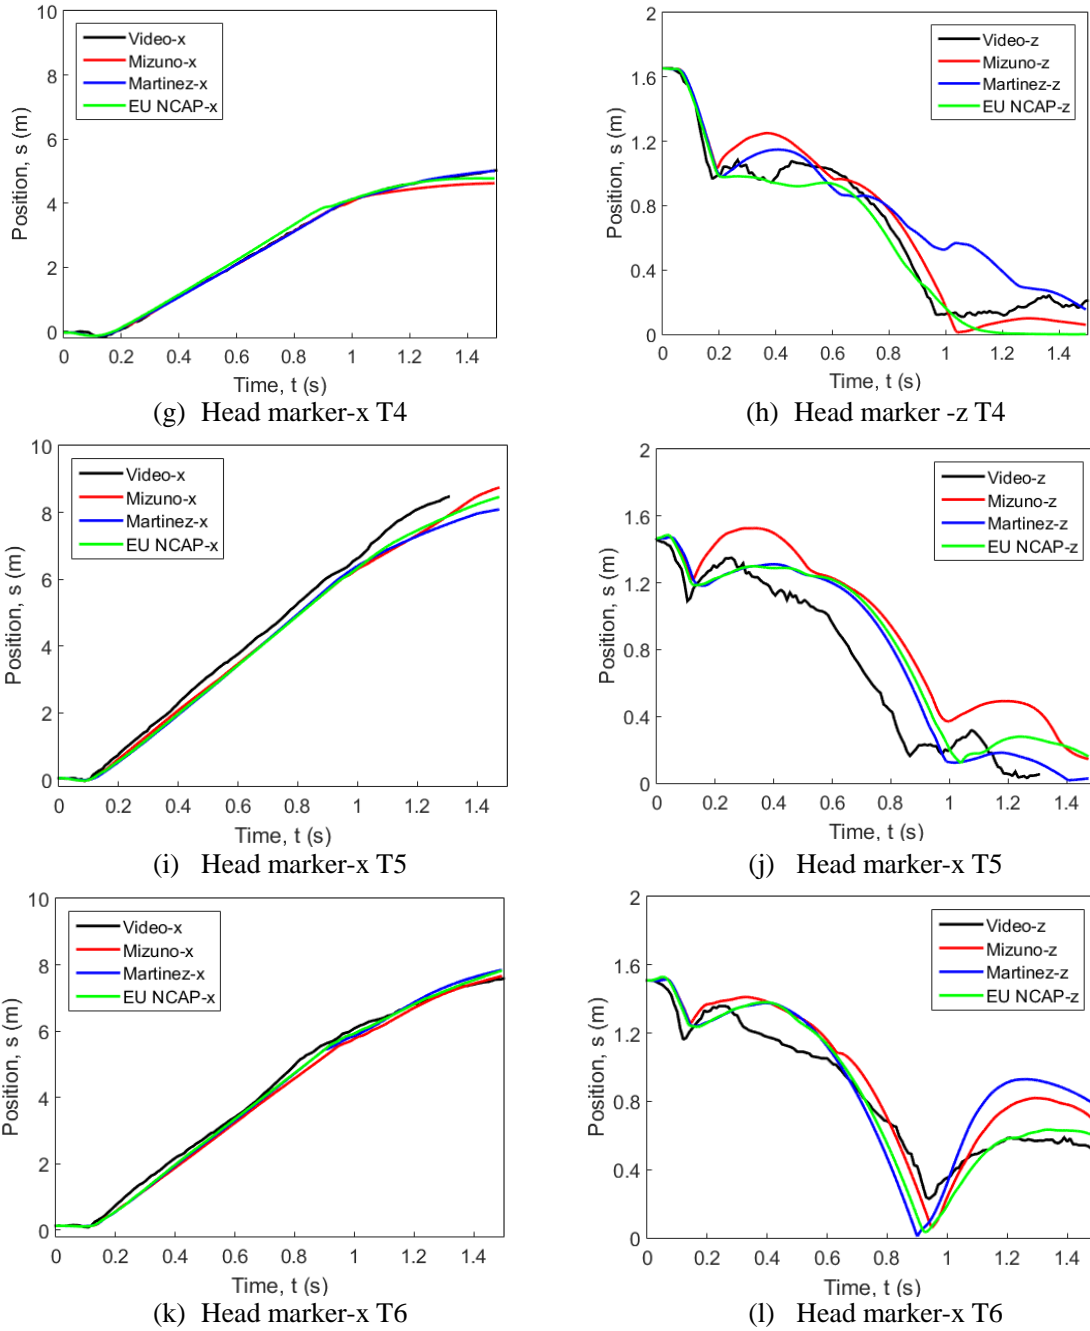 10
8
6
4
2
0
Position, s (m)
Video-x
Mizuno-x
Martinez-x
EU NCAP-x
0 0.2 0.4 0.6 0.8 1 1.2 1.4
Time, t (s)
(g) Head marker-x T4
2
1.6
1.2
0.8
0.4
0
Position, s (m)
Video-z
Mizuno-z
Martinez-z
EU NCAP-z
0 0.2 0.4 0.6 0.8 1 1.2 1.4
Time, t (s)
(h) Head marker -z T4
10
8
6
4
2
0
Position, s (m)
Video-x
Mizuno-x
Martinez-x
EU NCAP-x
0 0.2 0.4 0.6 0.8 1 1.2 1.4
Time, t (s)
(i) Head marker-x T5
2
1.6
1.2
0.8
0.4
0
Position, s (m)
Video-z
Mizuno-z
Martinez-z
EU NCAP-z
0 0.2 0.4 0.6 0.8 1 1.2 1.4
Time, t (s)
(j) Head marker-x T5
10
8
6
4
2
0
Position, s (m)
Video-x
Mizuno-x
Martinez-x
EU NCAP-x
0 0.2 0.4 0.6 0.8 1 1.2 1.4
Time, t (s)
(k) Head marker-x T6
2
1.6
1.2
0.8
0.4
0
Position, s (m)
Video-z
Mizuno-z
Martinez-z
EU NCAP-z
0 0.2 0.4 0.6 0.8 1 1.2 1.4
Time, t (s)
(l) Head marker-x T6